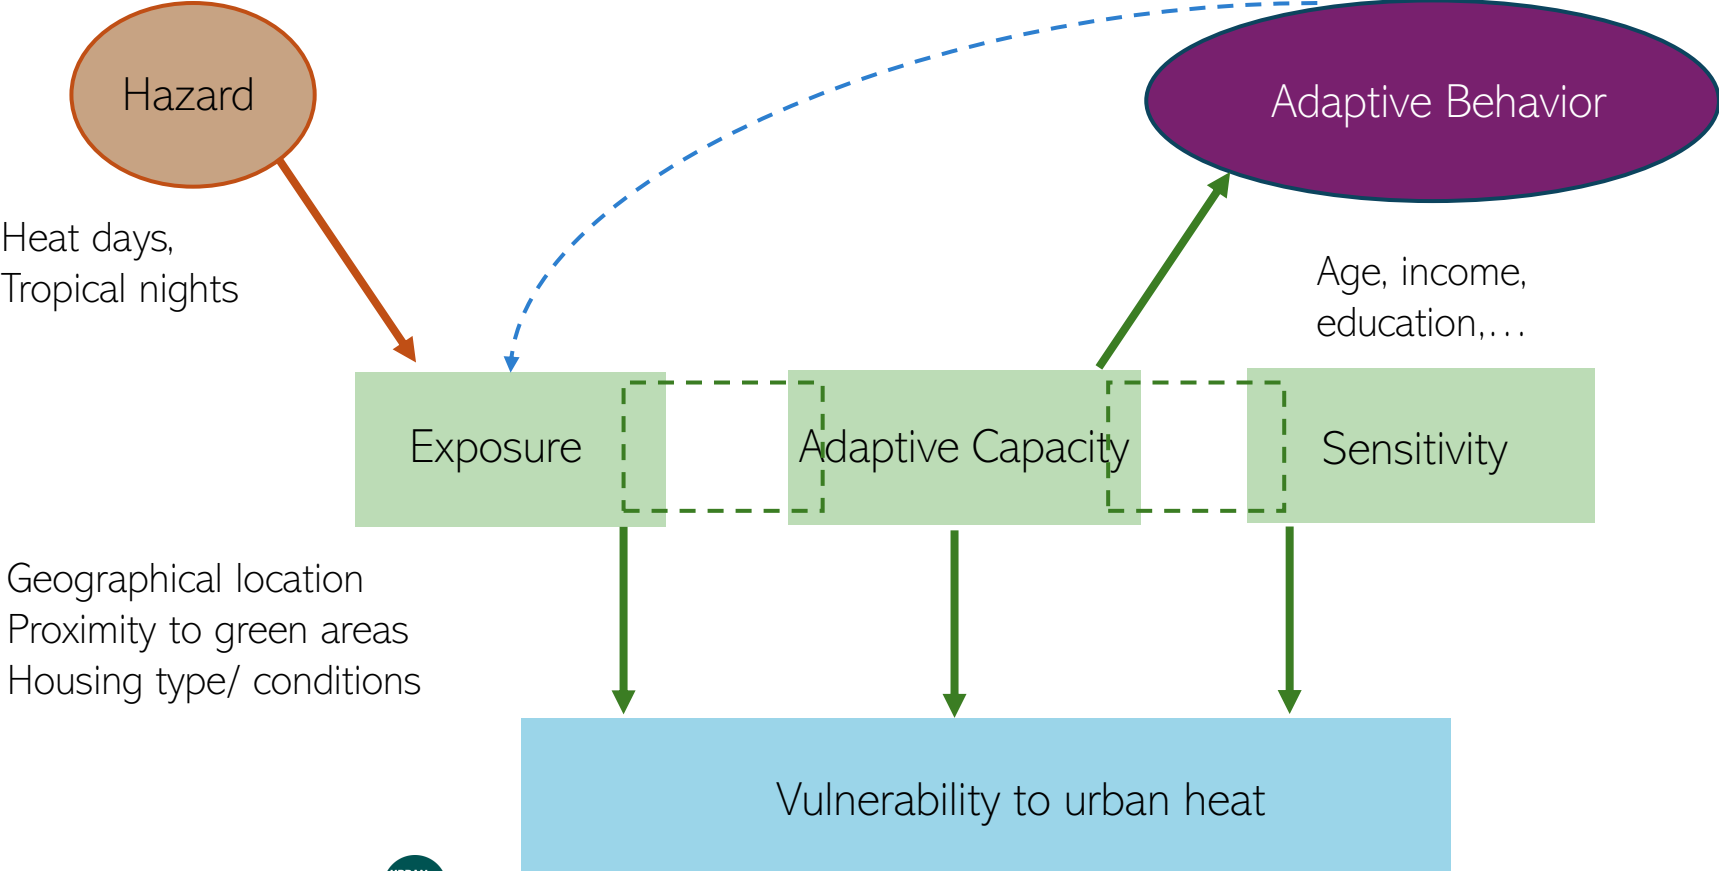 Hazard
Adaptive Behavior
Heat days,
Tropical nights
Age, income,
education,...
Exposure
Adaptive Capacity
Sensitivity
Geographical location
Proximity to green areas
Housing type/ conditions
Vulnerability to urban heat